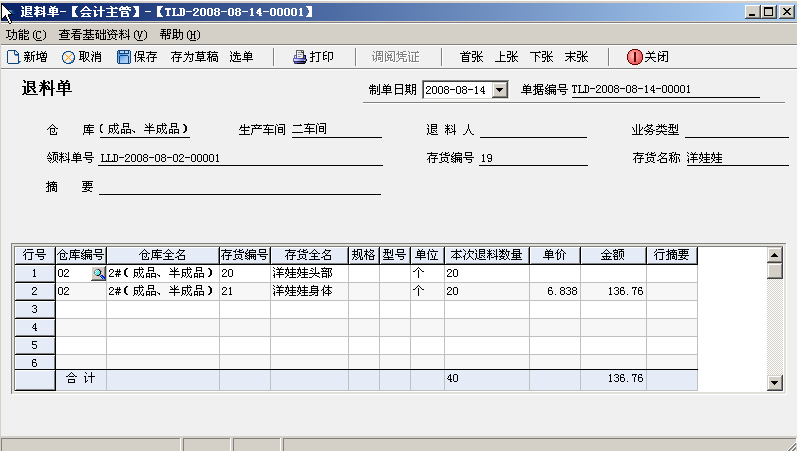 退料单-【会计主管】-【TLD-2008-08-14-00001】
功能(C) 查看基础资料(V) 帮助(H)
新增 取消 保存 存为草稿 选单 打印 调阅凭证 首张 上张 下张 末张 关闭
退料单 制单日期 2008-08-14 单据编号 TLD-2008-08-14-00001
仓 库 (成品、半成品) 生产车间 二车间 退 料 人 业务类型
领料单号 LLD-2008-08-02-00001 存货编号 19 存货名称 洋娃娃
摘 要
行号 仓库编号 仓库全名 存货编号 存货全名 规格 型号 单位 本次退料数量 单价 金额 行摘要
1 02 2#(成品、半成品) 20 洋娃娃头部 个 20
2 02 2#(成品、半成品) 21 洋娃娃身体 个 20 6.838 136.76
3
4
5
6
合 计 40 136.76